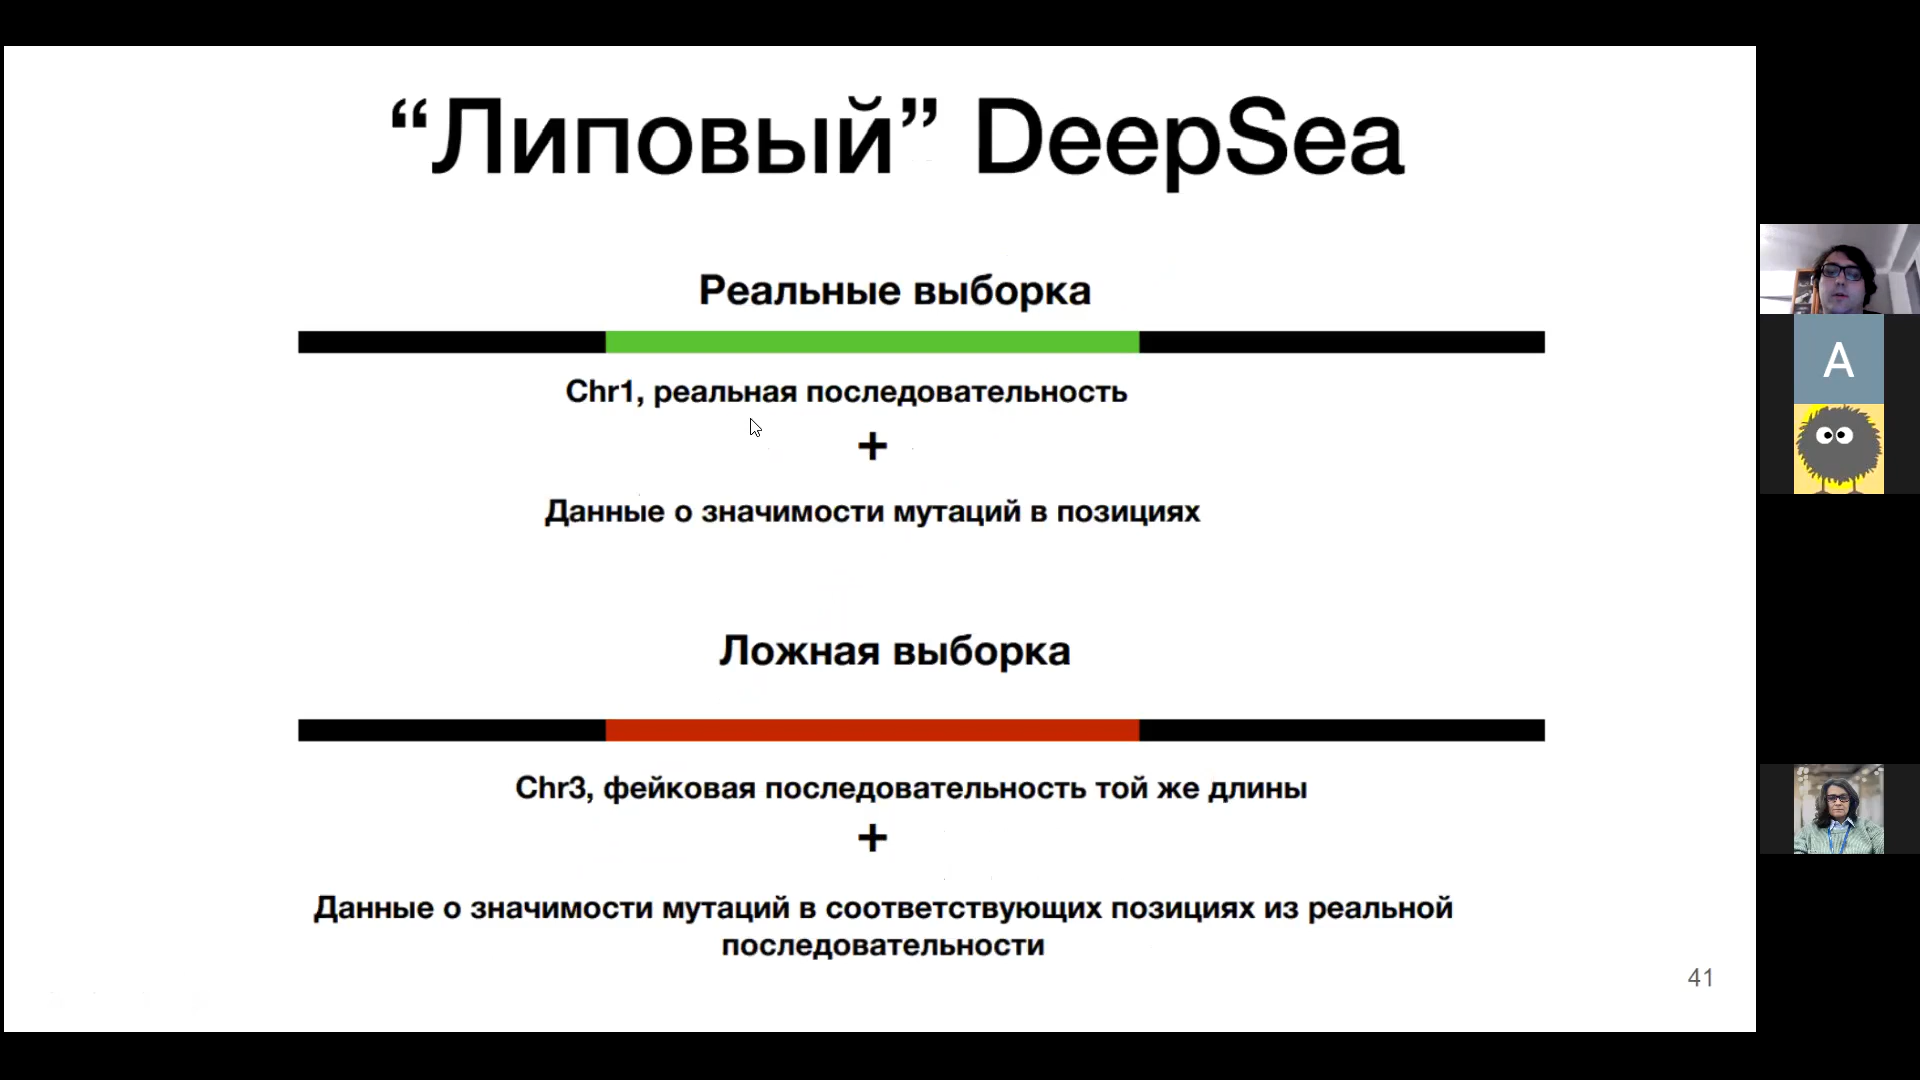 “Липовый” DeepSea
Реальные выборка
Chr1, реальная последовательность
+
Данные о значимости мутаций в позициях
Ложная выборка
Chr3, фейковая последовательность той же длины
+
Данные о значимости мутаций в соответствующих позициях из реальной
последовательности
41
A